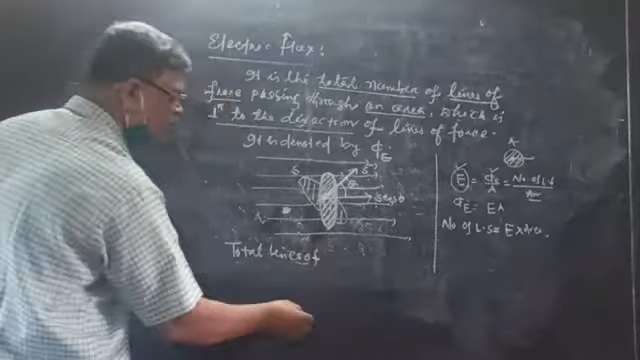 Electric Flux:
It is the total number of lines of
force passing through an area, which is
⊥r to the direction of lines of force.
It is denoted by ϕE
S
θ
S cosθ
Total lines of
A
E = ϕE/A = No of L.S
ϕE = EA
No of L.S = E x Area.